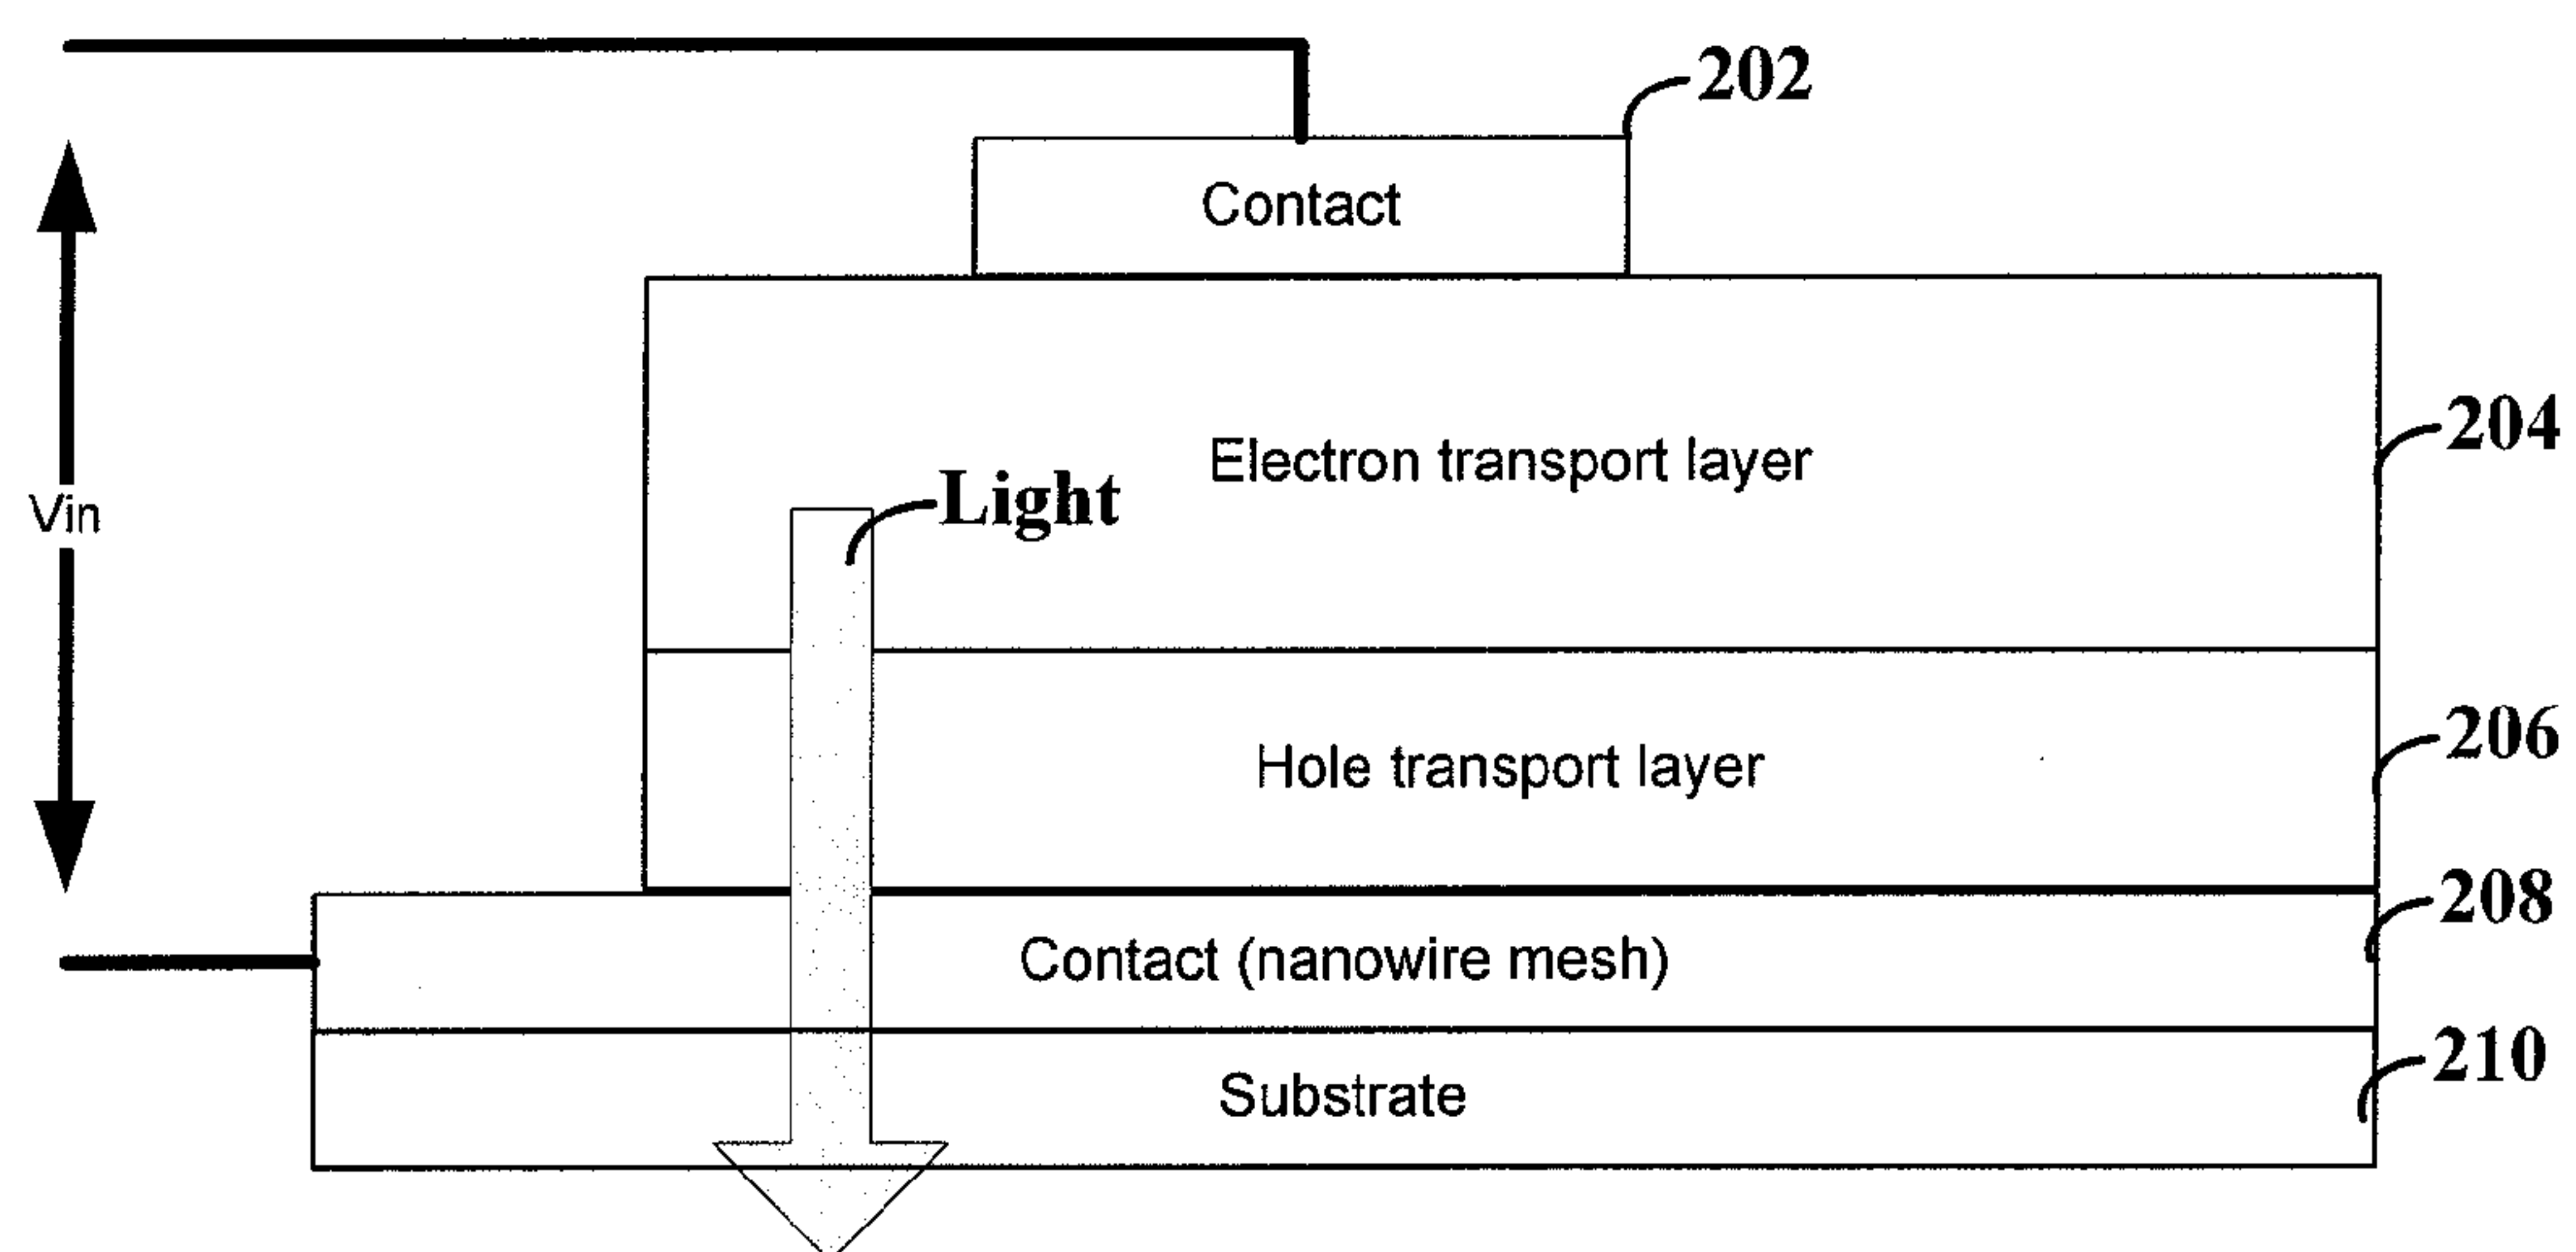 202
Contact
204
Electron transport layer
Light
Vin
206
Hole transport layer
208
Contact (nanowire mesh)
210
Substrate